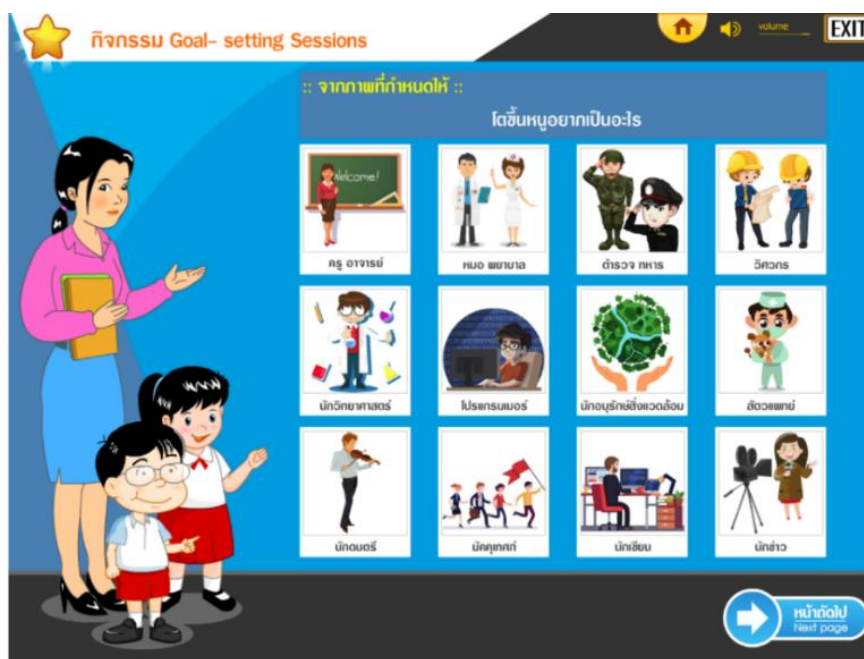 กิจกรรม Goal- setting Sessions
volume
EXIT
:: จากภาพที่กำหนดให้ ::
โตขึ้นหนูอยากเป็นอะไร
Welcome!
ครู อาจารย์
หมอ พยาบาล
ตำรวจ ทหาร
วิศวกร
นักวิทยาศาสตร์
โปรแกรมเมอร์
นักอนุรักษ์สิ่งแวดล้อม
สัตวแพทย์
นักดนตรี
มัคคุเทศก์
นักเขียน
นักข่าว
หน้าถัดไป
Next page